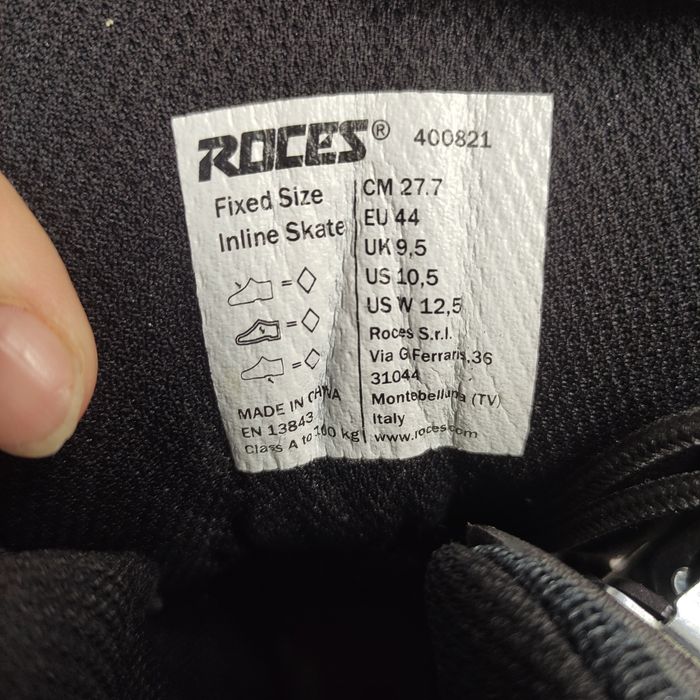 ROCES® 400821
Fixed Size
Inline Skate
= ◇
= ◇
= ◇
MADE IN CHINA
EN 13843
Class A to 100 kg
CM 27.7
EU 44
UK 9,5
US 10,5
US W 12,5
Roces S.r.l.
Via G Ferraris,36
31044
Montebelluna (TV)
Italy
www.roces.com